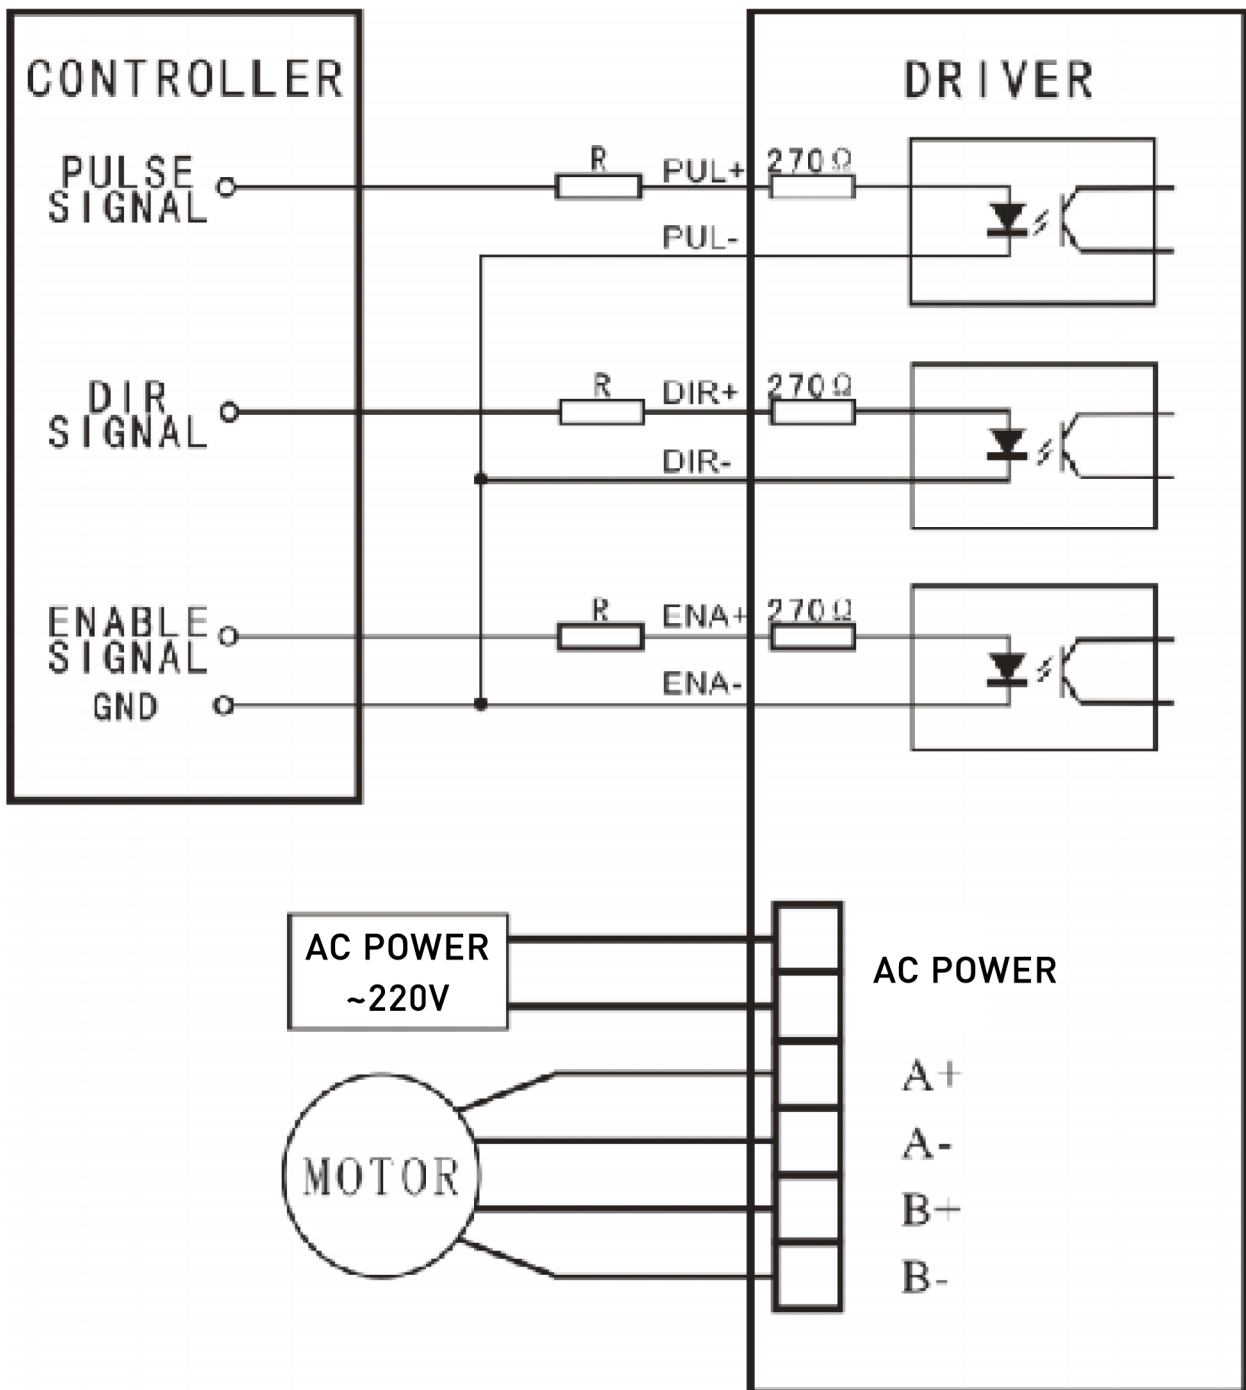 CONTROLLER
DRIVER
PULSE
SIGNAL
R
PUL+
270Ω
PUL-
DIR
SIGNAL
R
DIR+
270Ω
DIR-
ENABLE
SIGNAL
R
ENA+
270Ω
ENA-
GND
AC POWER
~220V
AC POWER
A+
A-
MOTOR
B+
B-